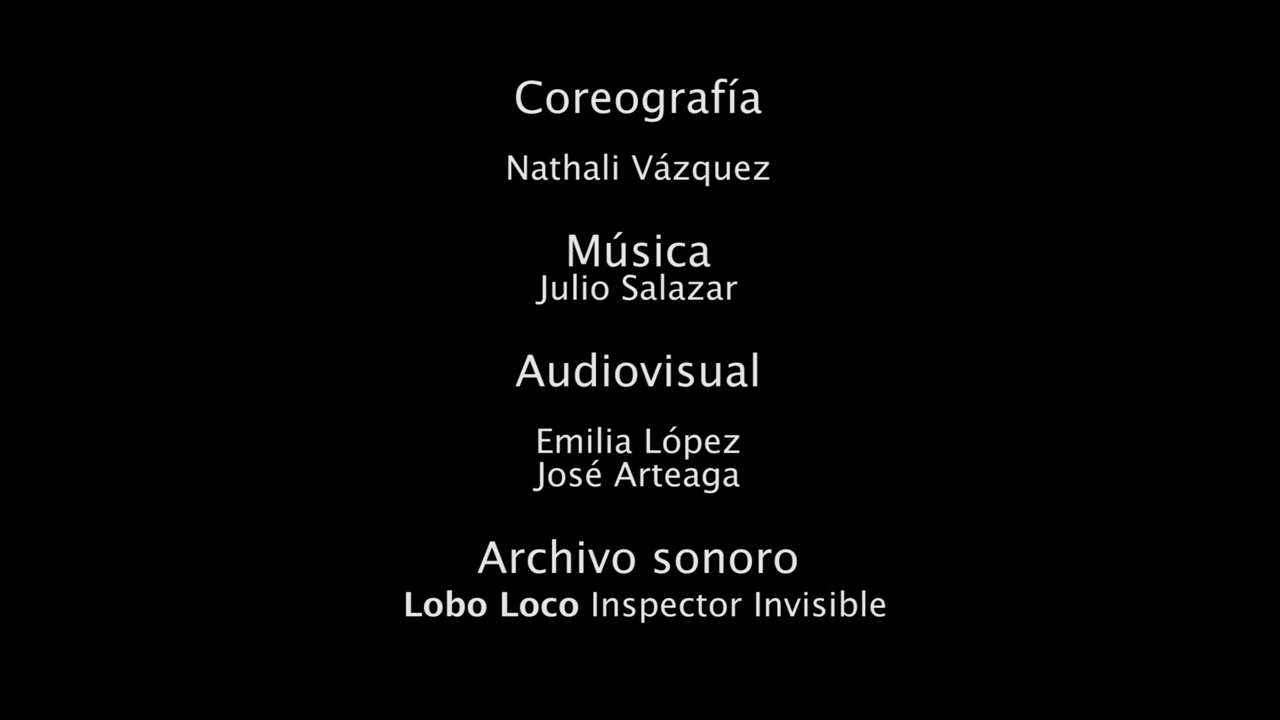 Coreografía
Nathali Vázquez
Música
Julio Salazar
Audiovisual
Emilia López
José Arteaga
Archivo sonoro
Lobo Loco Inspector Invisible